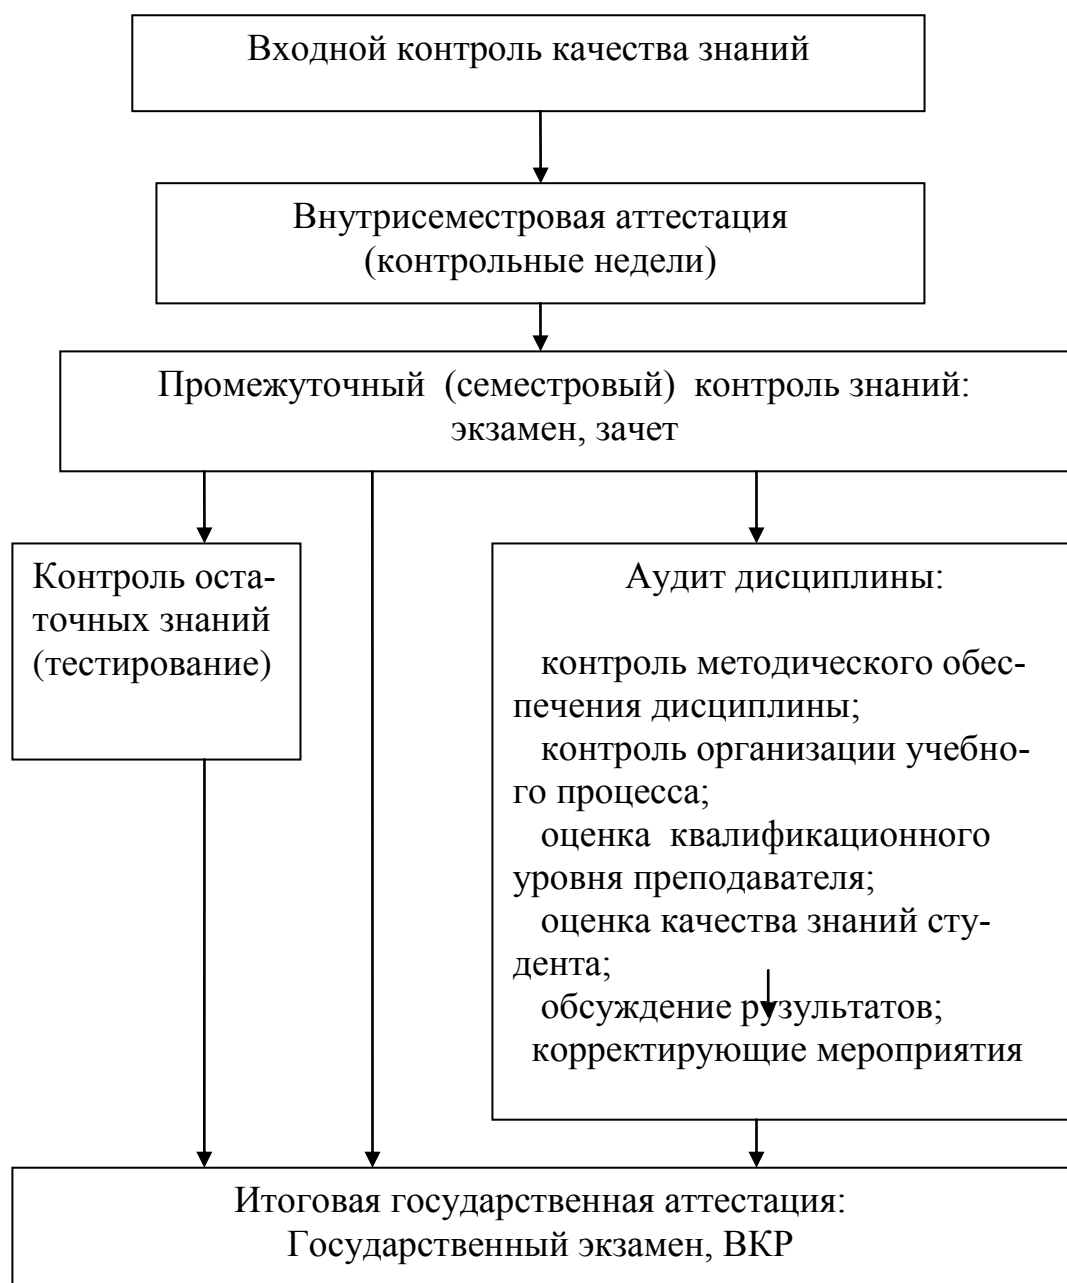 Входной контроль качества знаний
Внутрисеместровая аттестация
(контрольные недели)
Промежуточный (семестровый) контроль знаний:
экзамен, зачет
Контроль оста-
точных знаний
(тестирование)
Аудит дисциплины:
контроль методического обес-
печения дисциплины;
контроль организации учебно-
го процесса;
оценка квалификационного
уровня преподавателя;
оценка качества знаний сту-
дента;
обсуждение рузультатов;
корректирующие мероприятия
Итоговая государственная аттестация:
Государственный экзамен, ВКР